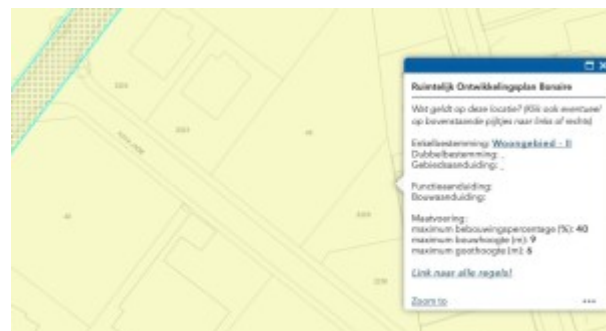 Ruimtelijk Ontwikkelingsplan Bonaire
Wat geldt op deze locatie? (Klik ook eventueel
op bovenstaande pijltjes naar links of rechts)
Enkelbestemming: Woongebied - II
Dubbelbestemming: _
Gebiedsaanduiding: _
Functieaanduiding:
Bouwaanduiding:
Maatvoering:
maximum bebouwingspercentage (%): 40
maximum bouwhoogte (m): 9
maximum goothoogte (m): 6
Link naar alle regels!
Zoom to